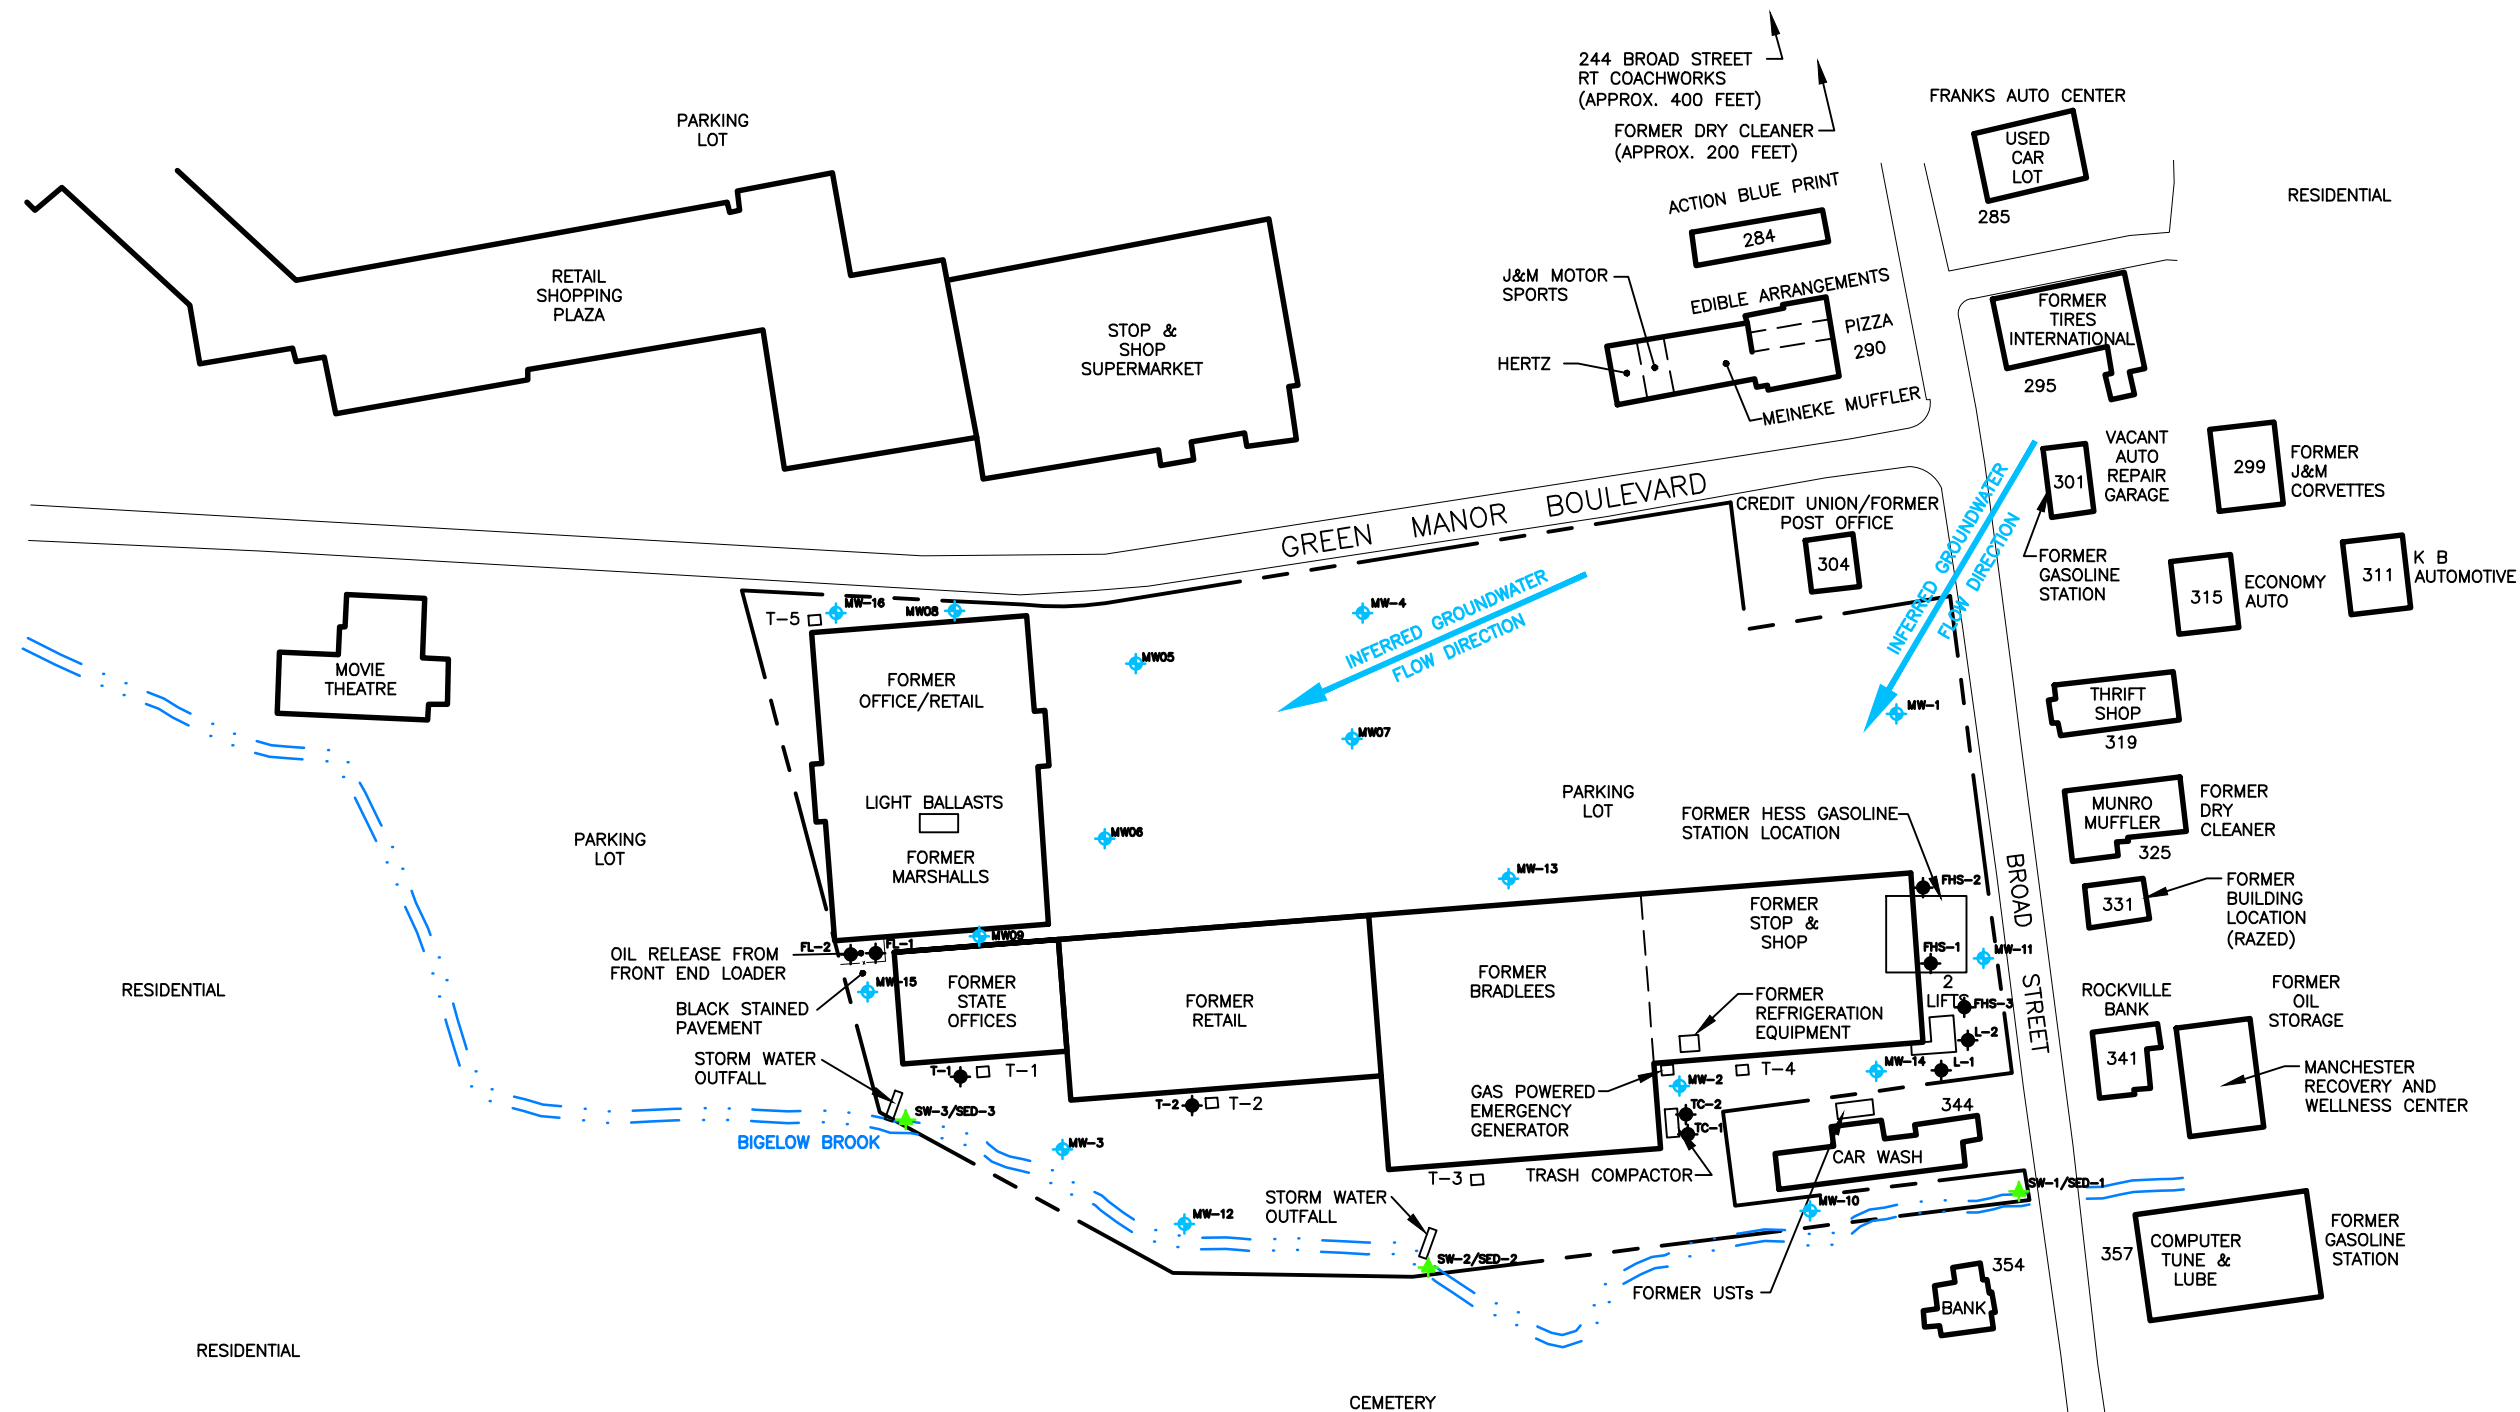 244 BROAD STREET
RT COACHWORKS
(APPROX. 400 FEET)
FORMER DRY CLEANER
(APPROX. 200 FEET)
FRANKS AUTO CENTER
USED
CAR
LOT
285
RESIDENTIAL
PARKING
LOT
ACTION BLUE PRINT
284
J&M MOTOR
SPORTS
EDIBLE ARRANGEMENTS
PIZZA
290
HERTZ
MEINEKE MUFFLER
FORMER
TIRES
INTERNATIONAL
295
RETAIL
SHOPPING
PLAZA
STOP &
SHOP
SUPERMARKET
VACANT
AUTO
REPAIR
GARAGE
301
299
FORMER
J&M
CORVETTES
GREEN MANOR BOULEVARD
CREDIT UNION/FORMER
POST OFFICE
304
INFERRED GROUNDWATER
FLOW DIRECTION
FORMER
GASOLINE
STATION
315
ECONOMY
AUTO
311
K B
AUTOMOTIVE
MOVIE
THEATRE
T-5
MW-16
MW08
MW05
MW-4
INFERRED GROUNDWATER
FLOW DIRECTION
MW07
MW-1
THRIFT
SHOP
319
FORMER
OFFICE/RETAIL
LIGHT BALLASTS
FORMER
MARSHALLS
MW06
PARKING
LOT
PARKING
LOT
FORMER HESS GASOLINE
STATION LOCATION
MUNRO
MUFFLER
325
FORMER
DRY
CLEANER
MW-13
FHS-2
BROAD STREET
331
FORMER
BUILDING
LOCATION
(RAZED)
OIL RELEASE FROM
FRONT END LOADER
FL-2
FL-1
MW09
MW-15
BLACK STAINED
PAVEMENT
FORMER
STATE
OFFICES
FORMER
RETAIL
FORMER
BRADLEES
FORMER
STOP &
SHOP
FHS-1
MW-11
2
LIFTS
FHS-3
L-2
L-1
FORMER
REFRIGERATION
EQUIPMENT
ROCKVILLE
BANK
341
FORMER
OIL
STORAGE
MANCHESTER
RECOVERY AND
WELLNESS CENTER
RESIDENTIAL
STORM WATER
OUTFALL
T-1
T-1
T-2
T-2
GAS POWERED
EMERGENCY
GENERATOR
MW-2
T-4
MW-14
TC-2
TC-1
344
CAR WASH
TRASH COMPACTOR
SW-3/SED-3
BIGELOW BROOK
MW-3
T-3
MW-12
STORM WATER
OUTFALL
SW-2/SED-2
MW-10
SW-1/SED-1
FORMER USTs
354
BANK
357
COMPUTER
TUNE &
LUBE
FORMER
GASOLINE
STATION
RESIDENTIAL
CEMETERY